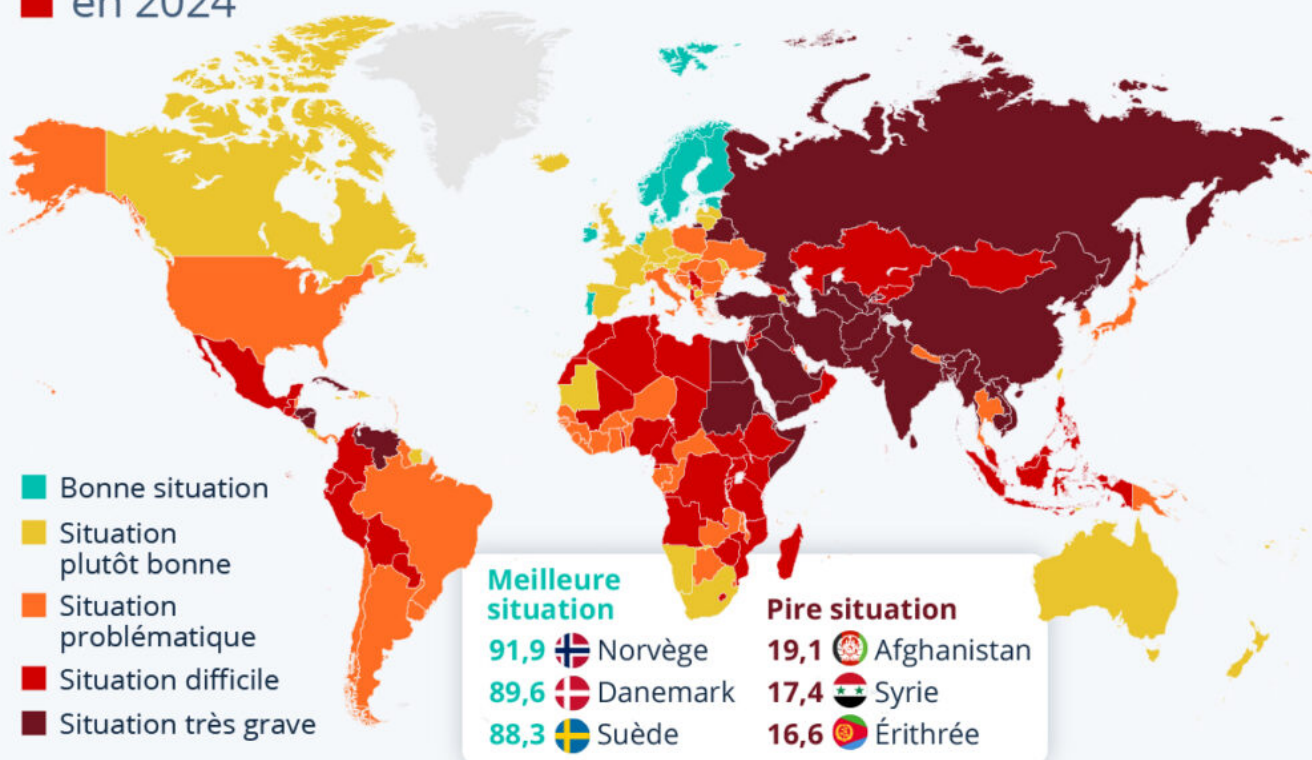 en 2024
Bonne situation
Situation
plutôt bonne
Situation
problématique
Situation difficile
Situation très grave
Meilleure
situation
91,9 Norvège
89,6 Danemark
88,3 Suède
Pire situation
19,1 Afghanistan
17,4 Syrie
16,6 Érithrée